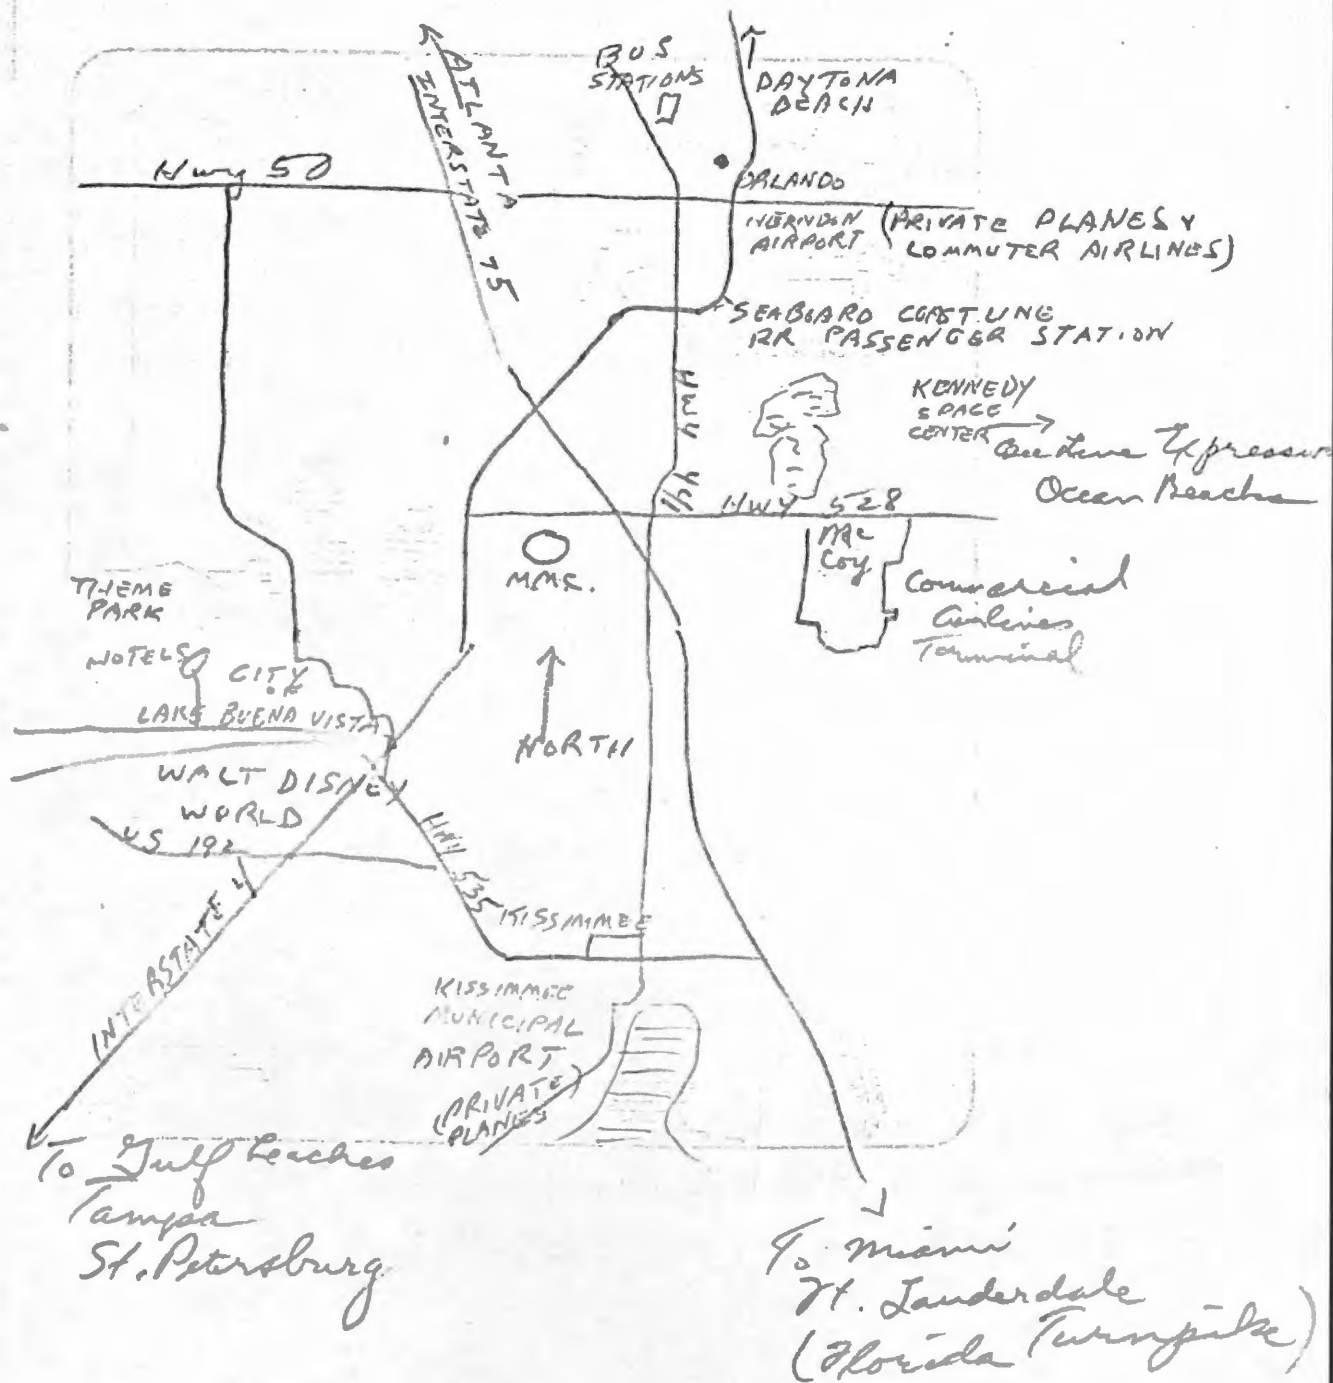 BUS
STATIONS
DAYTONA
BEACH
ATLANTA
INTERSTATE 75
Hwy 50
ORLANDO
HERNDON
AIRPORT
(PRIVATE PLANES &
COMMUTER AIRLINES)
SEABOARD COAST LINE
RR PASSENGER STATION
HWY 441
KENNEDY
SPACE
CENTER
Bee Line Expressway
Ocean Beaches
HWY 528
Mc
Coy
Commercial
Airlines
Terminal
M.M.C.
THEME
PARK
HOTELS
CITY
LAKE BUENA VISTA
NORTH
WALT DISNEY
WORLD
US 192
HWY 535
KISSIMMEE
INTERSTATE 4
KISSIMMEE
MUNICIPAL
AIRPORT
(PRIVATE
PLANES)
To Gulf beaches
Tampa
St. Petersburg
To Miami
Ft. Lauderdale
(Florida Turnpike)